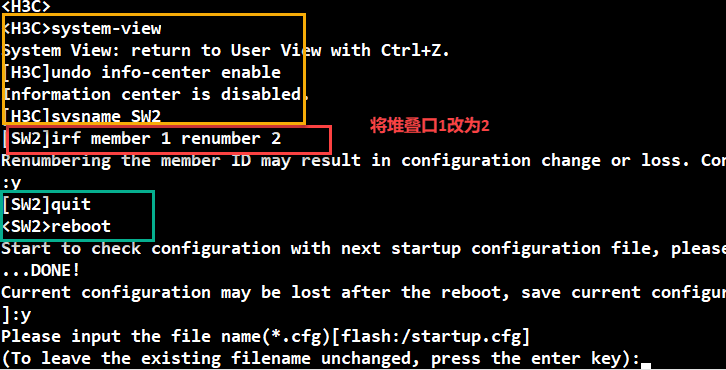 <H3C>
<H3C>system-view
System View: return to User View with Ctrl+Z.
[H3C]undo info-center enable
Information center is disabled.
[H3C]sysname SW2
[SW2]irf member 1 renumber 2
将堆叠口1改为2
Renumbering the member ID may result in configuration change or loss. Con
:y
[SW2]quit
<SW2>reboot
Start to check configuration with next startup configuration file, please
...DONE!
Current configuration may be lost after the reboot, save current configur
]:y
Please input the file name(*.cfg)[flash:/startup.cfg]
(To leave the existing filename unchanged, press the enter key):